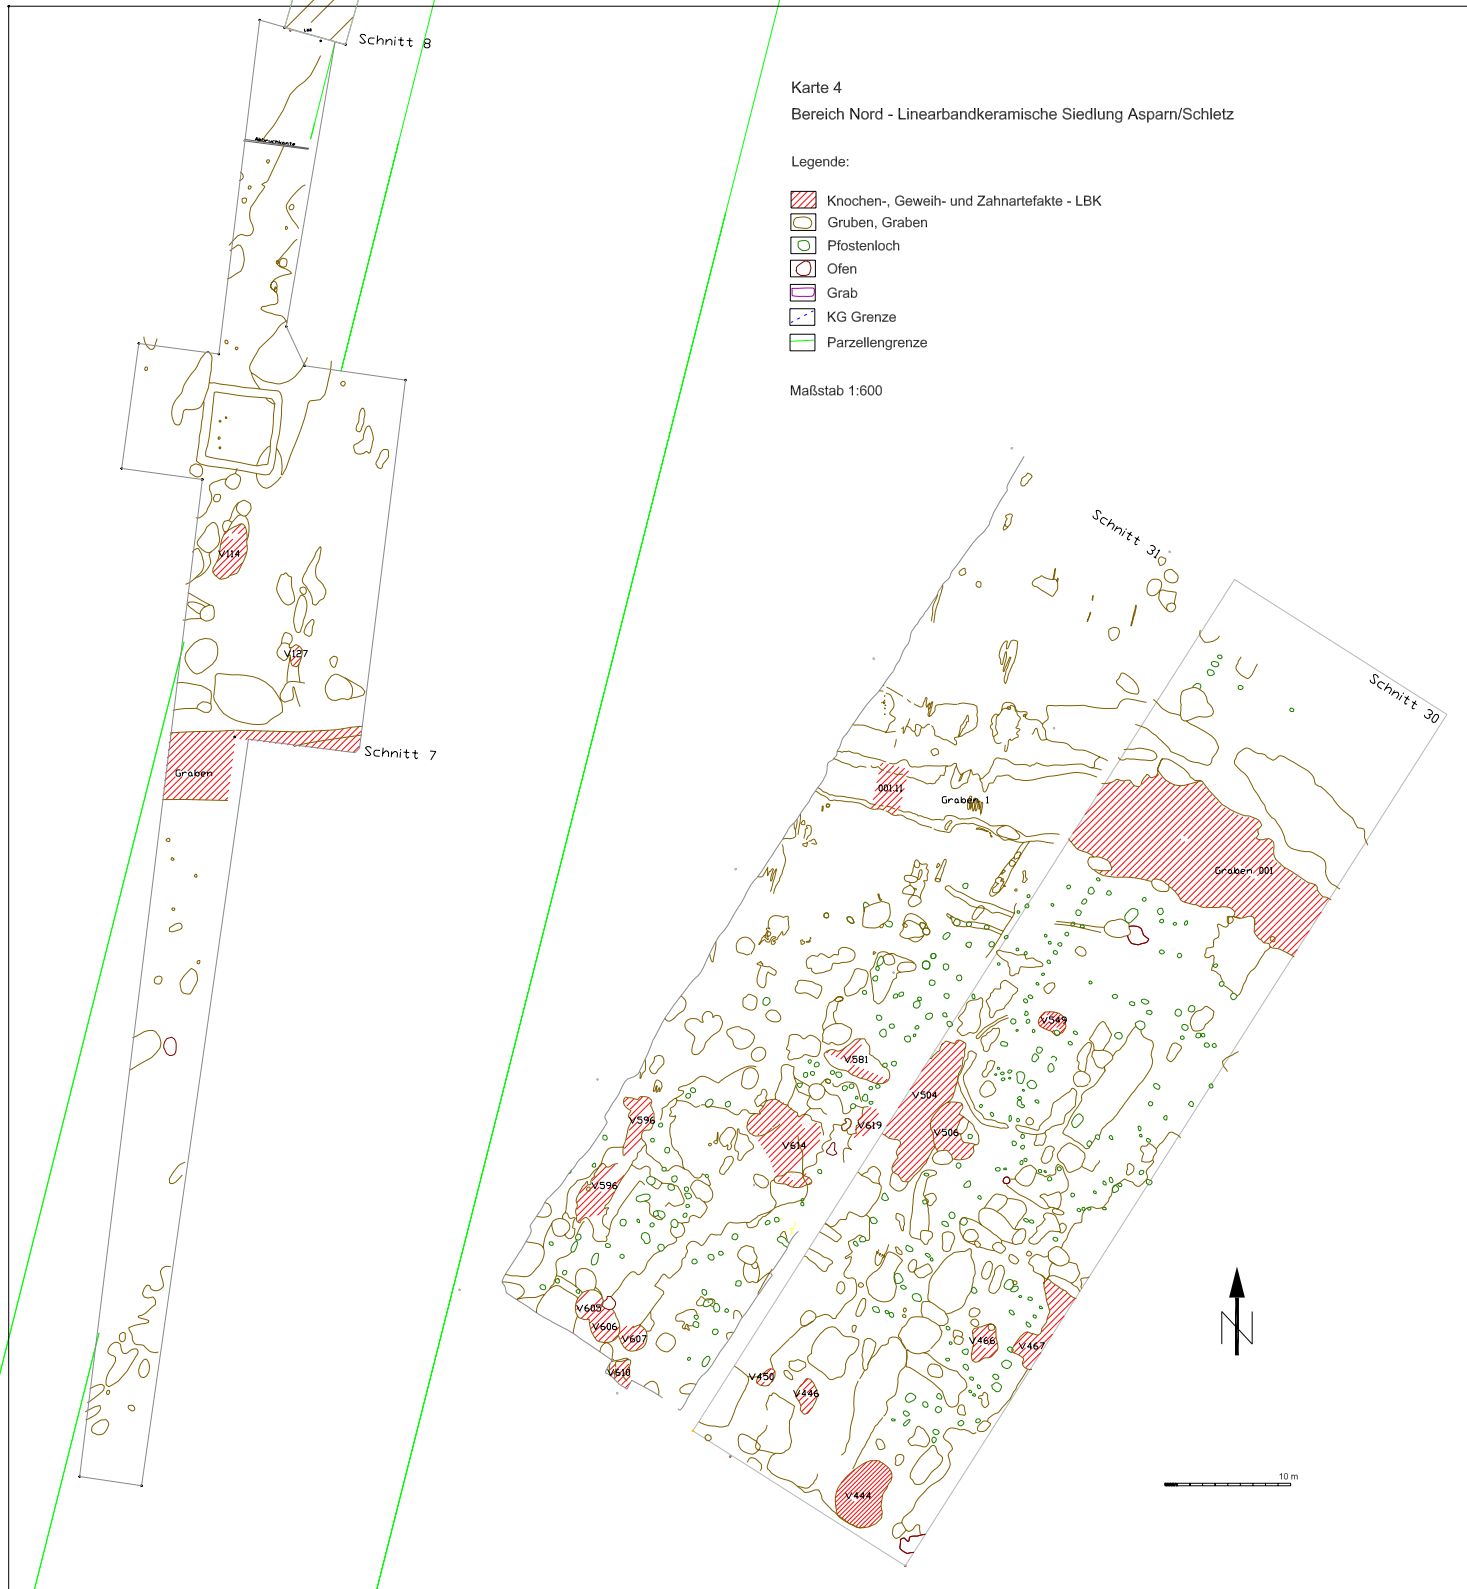 Schnitt 8
Abbruchkante
Karte 4
Bereich Nord - Linearbandkeramische Siedlung Asparn/Schletz
Legende:
Knochen-, Geweih- und Zahnartefakte - LBK
Gruben, Graben
Pfostenloch
Ofen
Grab
KG Grenze
Parzellengrenze
Maßstab 1:600
Schnitt 31
V114
V127
Schnitt 30
Schnitt 7
Graben
001.11
Graben 1
Graben 001
V549
V581
V504
V596
V619
V506
V614
V596
V605
V606
V607
V466
V467
V610
V450
V446
V444
10 m
N